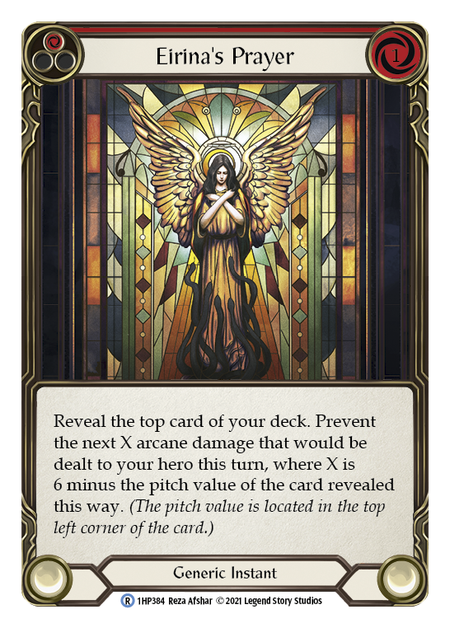 Eirina's Prayer
1
Reveal the top card of your deck. Prevent
the next X arcane damage that would be
dealt to your hero this turn, where X is
6 minus the pitch value of the card revealed
this way. (The pitch value is located in the top
left corner of the card.)
Generic Instant
R 1HP384 Reza Afshar © 2021 Legend Story Studios